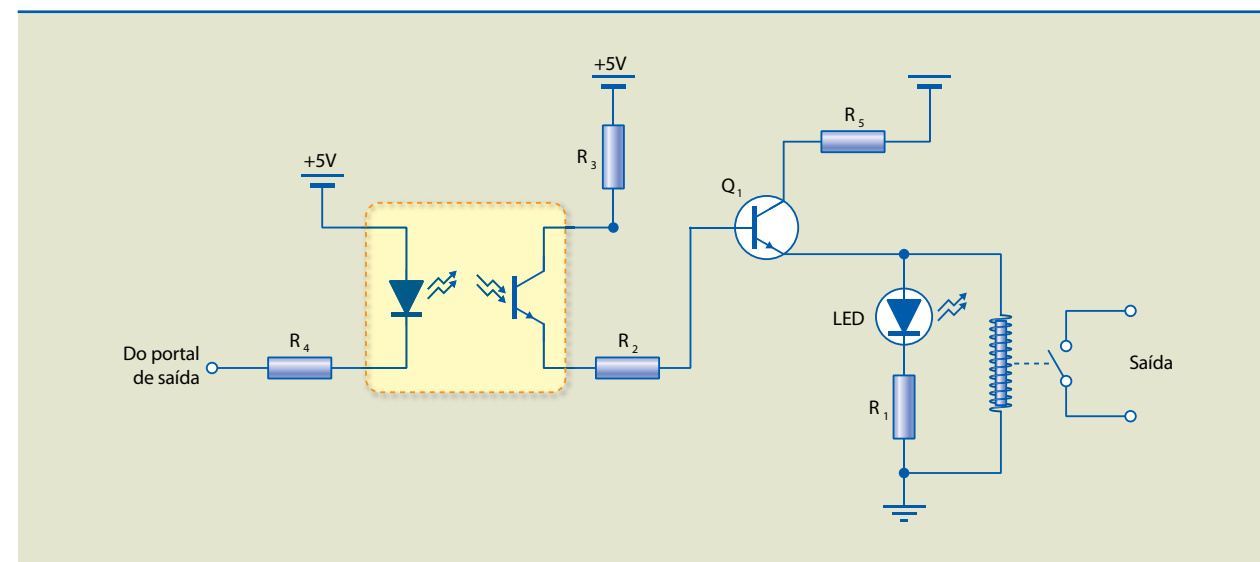 +5V
R3
+5V
R5
Q1
R4
Do portal
de saída
R2
LED
R1
Saída